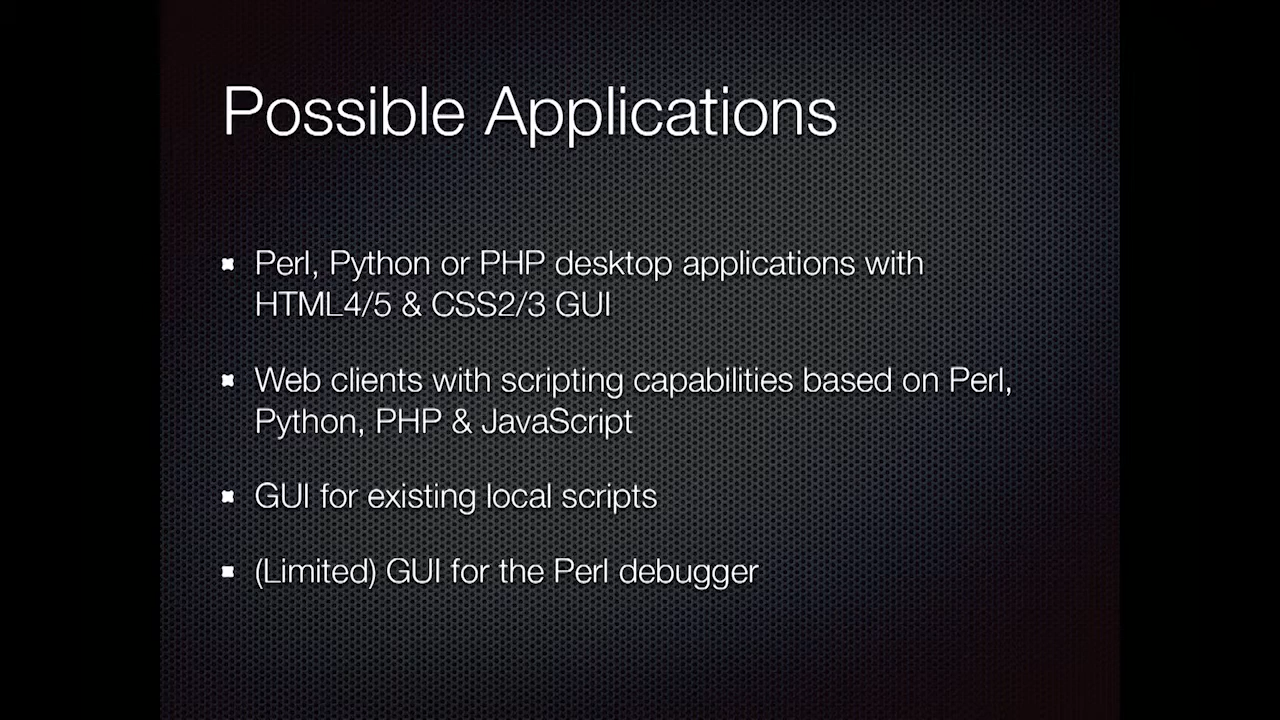 Possible Applications
Perl, Python or PHP desktop applications with
HTML4/5 & CSS2/3 GUI
Web clients with scripting capabilities based on Perl,
Python, PHP & JavaScript
GUI for existing local scripts
(Limited) GUI for the Perl debugger